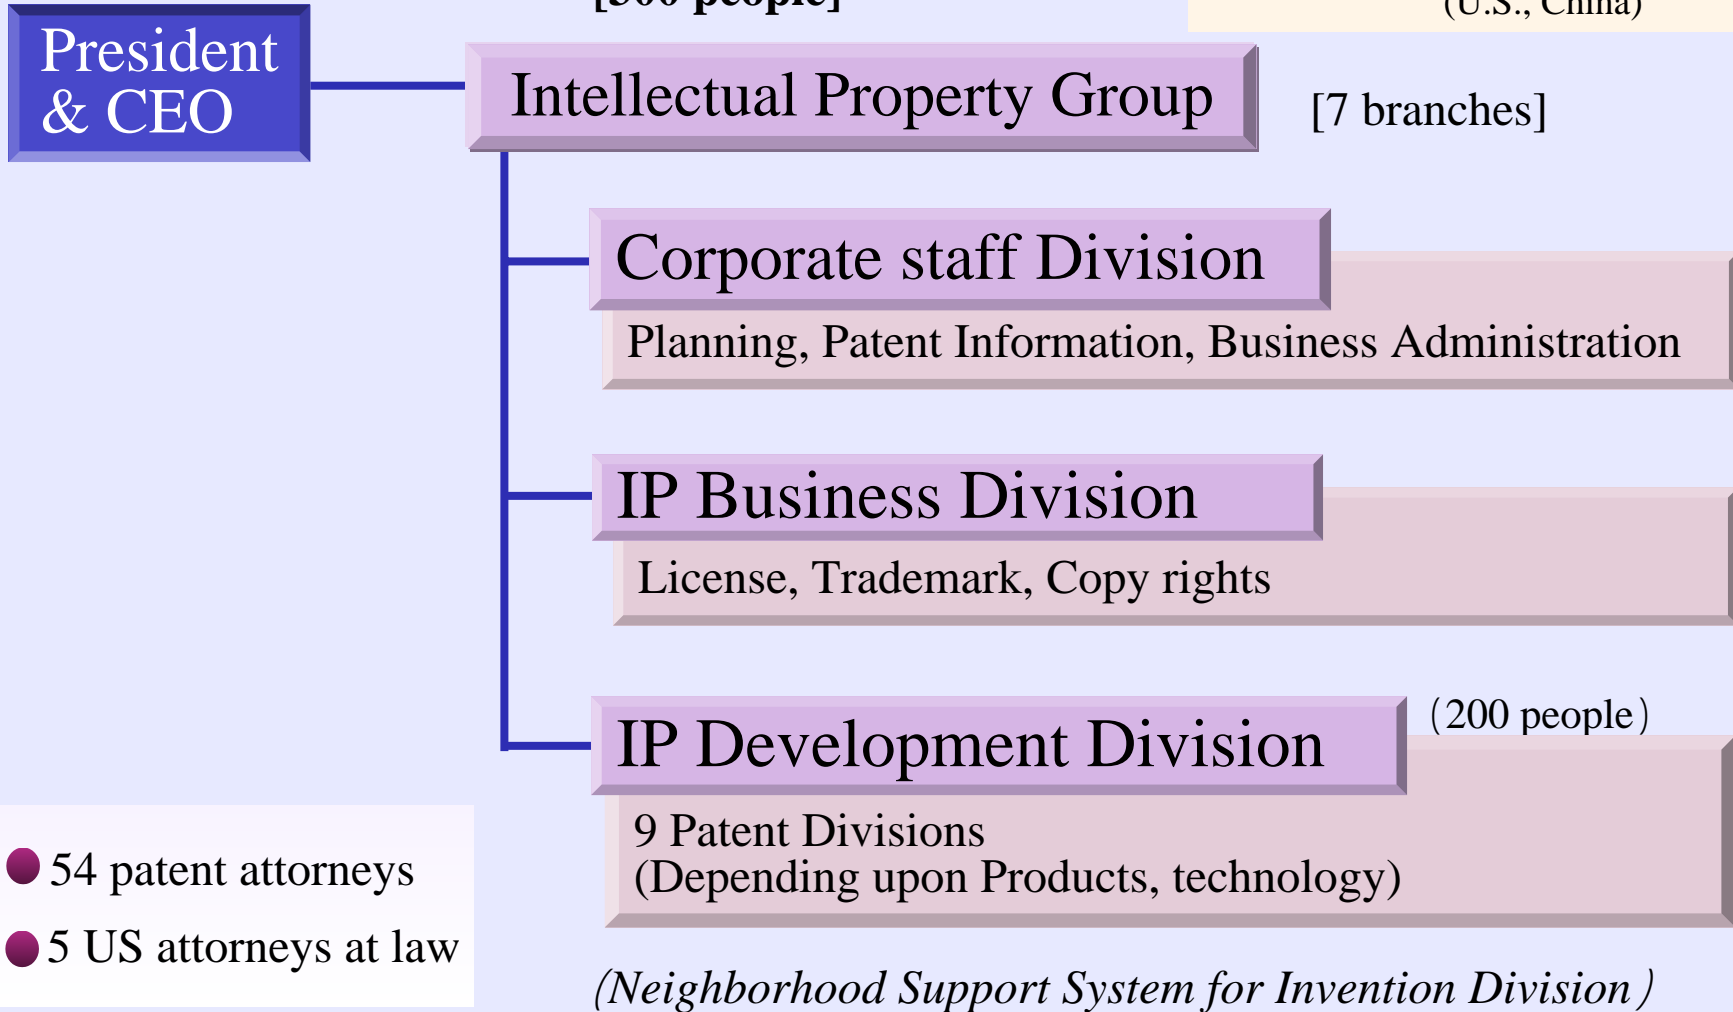 people]
(U.S., China)
President
& CEO
Intellectual Property Group
[7 branches]
Corporate staff Division
Planning, Patent Information, Business Administration
IP Business Division
License, Trademark, Copy rights
IP Development Division
(200 people)
9 Patent Divisions
(Depending upon Products, technology)
54 patent attorneys
5 US attorneys at law
(Neighborhood Support System for Invention Division)